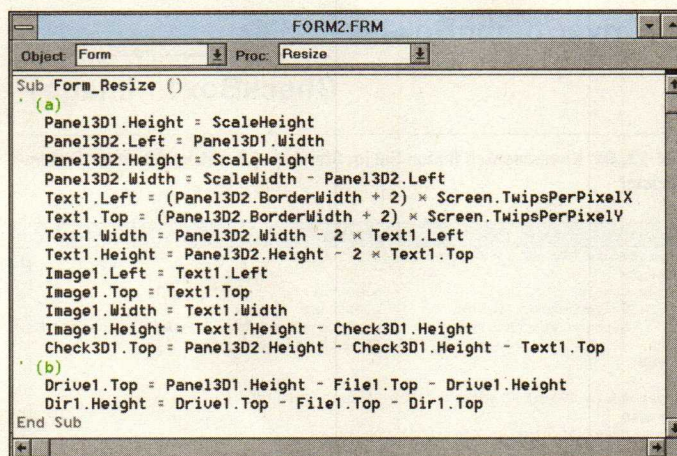 FORM2.FRM
Object: Form Proc: Resize
Sub Form_Resize ()
' (a)
Panel3D1.Height = ScaleHeight
Panel3D2.Left = Panel3D1.Width
Panel3D2.Height = ScaleHeight
Panel3D2.Width = ScaleWidth - Panel3D2.Left
Text1.Left = (Panel3D2.BorderWidth + 2) * Screen.TwipsPerPixelX
Text1.Top = (Panel3D2.BorderWidth + 2) * Screen.TwipsPerPixelY
Text1.Width = Panel3D2.Width - 2 * Text1.Left
Text1.Height = Panel3D2.Height - 2 * Text1.Top
Image1.Left = Text1.Left
Image1.Top = Text1.Top
Image1.Width = Text1.Width
Image1.Height = Text1.Height - Check3D1.Height
Check3D1.Top = Panel3D2.Height - Check3D1.Height - Text1.Top
' (b)
Drive1.Top = Panel3D1.Height - File1.Top - Drive1.Height
Dir1.Height = Drive1.Top - File1.Top - Dir1.Top
End Sub